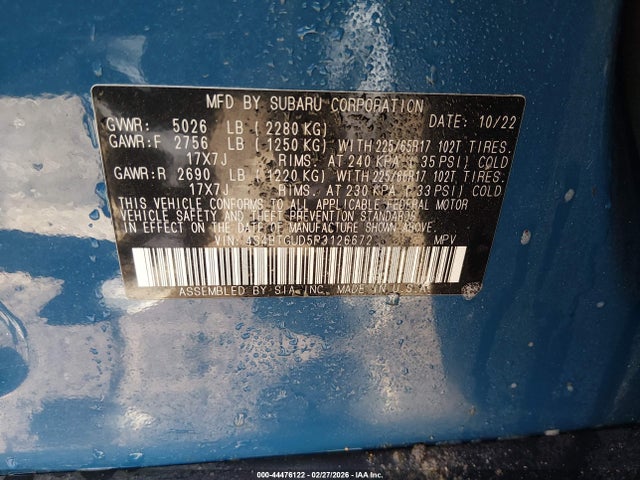 MFD BY SUBARU CORPORATION
GVWR: 5026 LB (2280 KG) DATE: 10/22
GAWR:F 2756 LB (1250 KG) WITH 225/65R17 102T TIRES.
17X7J RIMS. AT 240 KPA (35 PSI) COLD
GAWR:R 2690 LB (1220 KG) WITH 225/65R17 102T TIRES.
17X7J RIMS. AT 230 KPA (33 PSI) COLD
THIS VEHICLE CONFORMS TO ALL APPLICABLE FEDERAL MOTOR
VEHICLE SAFETY AND THEFT PREVENTION STANDARDS
IN EFFECT ON THE DATE OF MANUFACTURE SHOWN ABOVE.
VIN: 4S4BTGUD5P3126672 MPV
ASSEMBLED BY S.I.A. INC. MADE IN U.S.A.
000-44476122 - 02/27/2026 - IAA Inc.